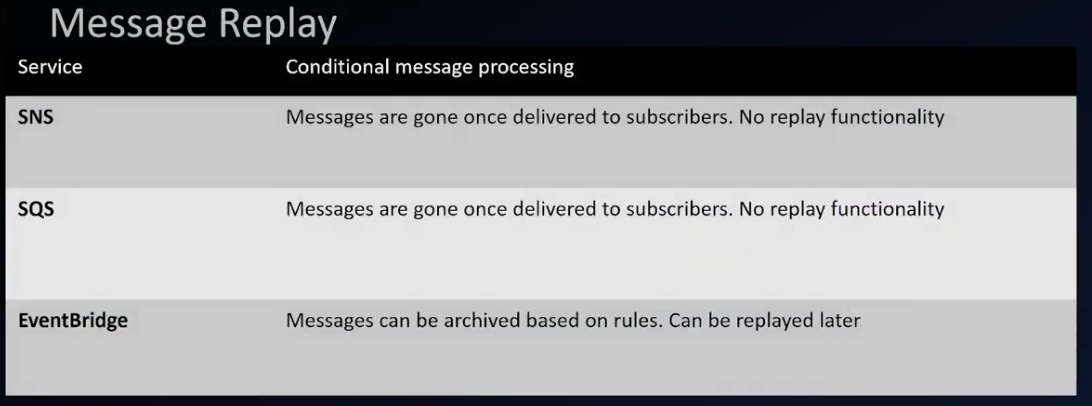 Message Replay
Service Conditional message processing
SNS Messages are gone once delivered to subscribers. No replay functionality
SQS Messages are gone once delivered to subscribers. No replay functionality
EventBridge Messages can be archived based on rules. Can be replayed later